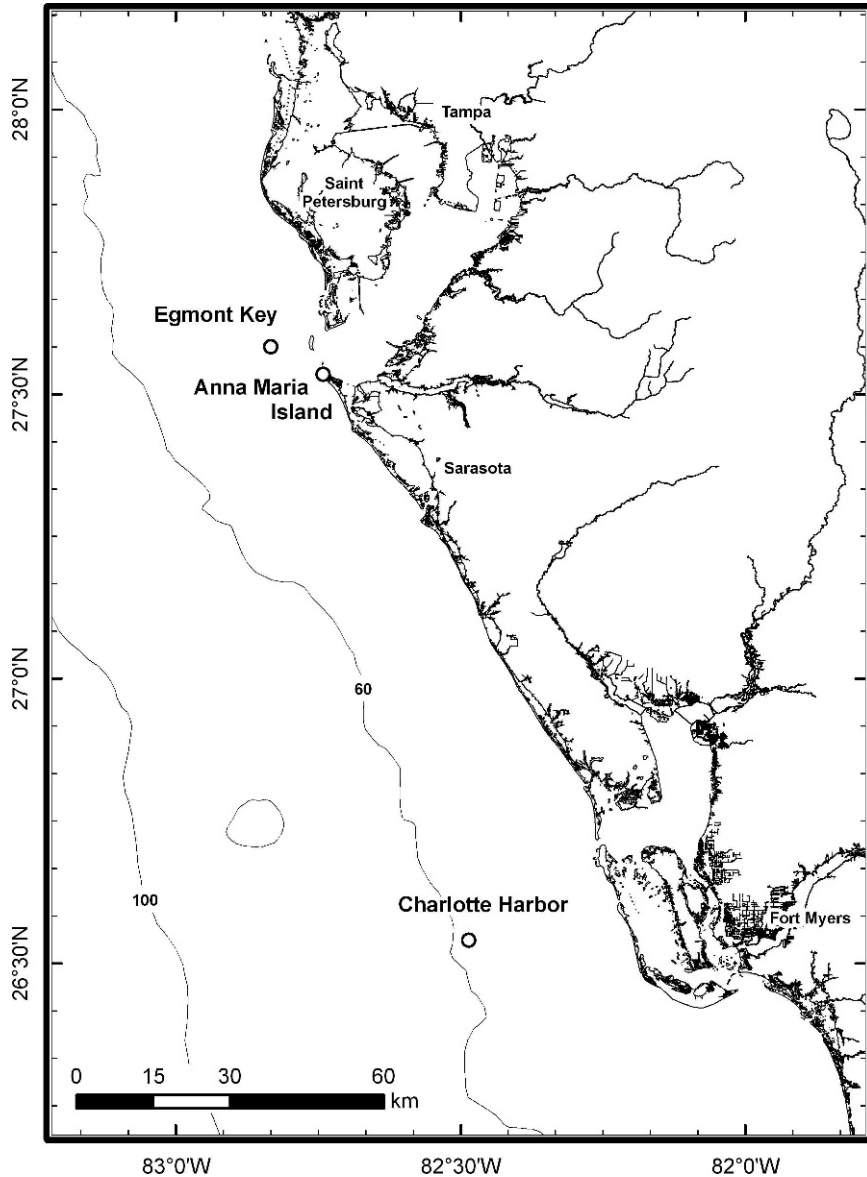 28°0'N
Tampa
Saint
Petersburg
Egmont Key
Anna Maria
Island
27°30'N
Sarasota
27°0'N
60
100
Charlotte Harbor
Fort Myers
26°30'N
0 15 30 60
km
83°0'W 82°30'W 82°0'W